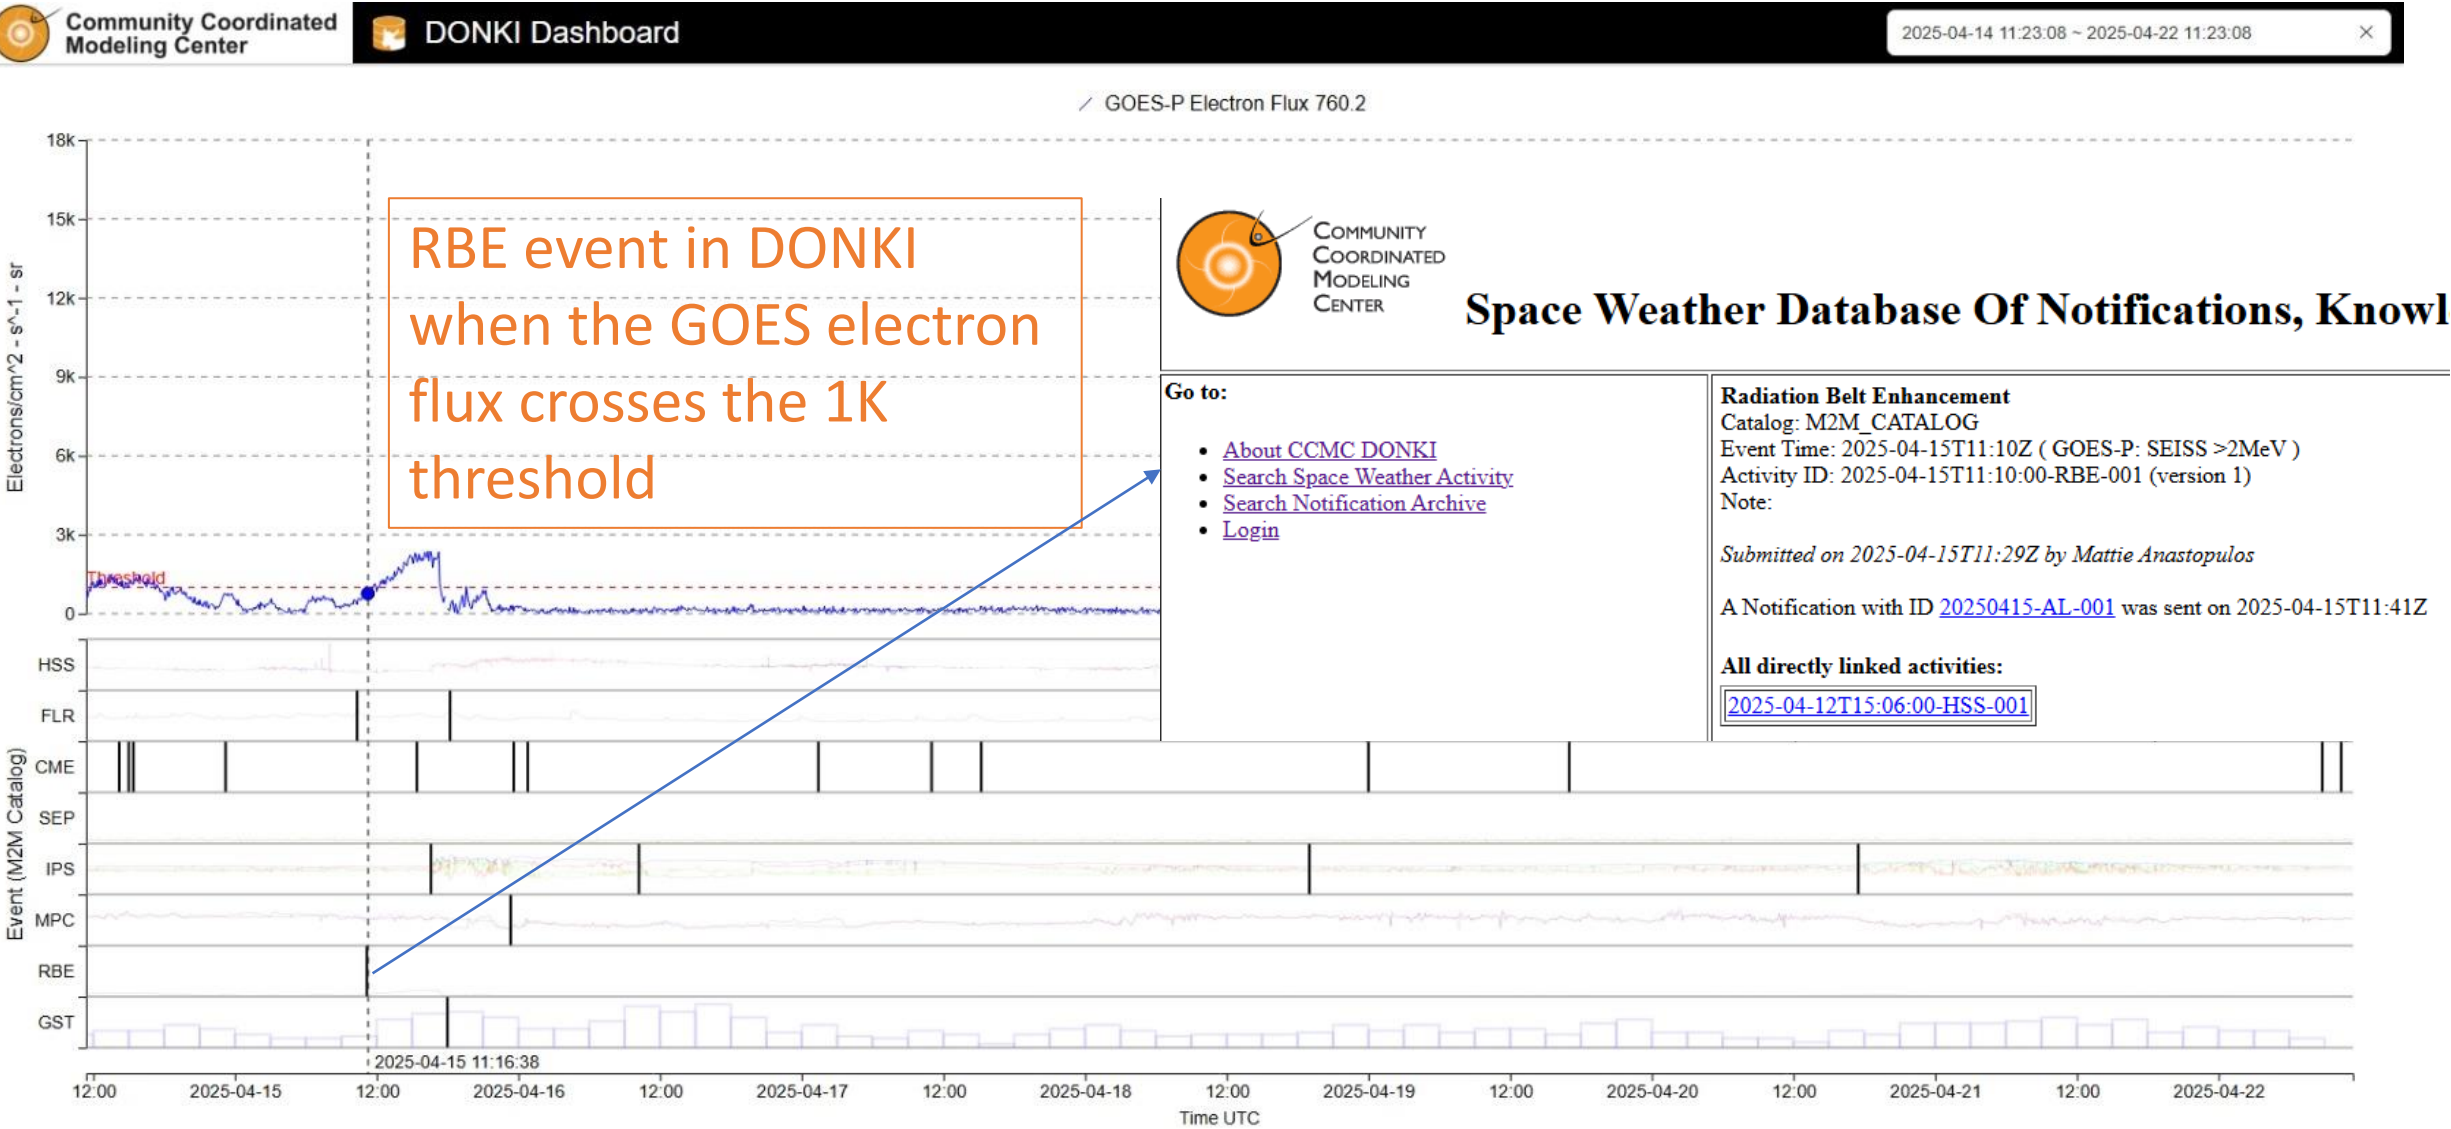 Community Coordinated
Modeling Center
DONKI Dashboard
2025-04-14 11:23:08 ~ 2025-04-22 11:23:08
GOES-P Electron Flux 760.2
18k
15k
12k
9k
6k
3k
0
Electrons/cm^2 - s^-1 - sr
Threshold
RBE event in DONKI
when the GOES electron
flux crosses the 1K
threshold
COMMUNITY
COORDINATED
MODELING
CENTER
Space Weather Database Of Notifications, Knowl
Go to:
• About CCMC DONKI
• Search Space Weather Activity
• Search Notification Archive
• Login
Radiation Belt Enhancement
Catalog: M2M_CATALOG
Event Time: 2025-04-15T11:10Z ( GOES-P: SEISS >2MeV )
Activity ID: 2025-04-15T11:10:00-RBE-001 (version 1)
Note:
Submitted on 2025-04-15T11:29Z by Mattie Anastopulos
A Notification with ID 20250415-AL-001 was sent on 2025-04-15T11:41Z
All directly linked activities:
2025-04-12T15:06:00-HSS-001
Event (M2M Catalog)
HSS
FLR
CME
SEP
IPS
MPC
RBE
GST
2025-04-15 11:16:38
12:00 2025-04-15 12:00 2025-04-16 12:00 2025-04-17 12:00 2025-04-18 12:00 2025-04-19 12:00 2025-04-20 12:00 2025-04-21 12:00 2025-04-22
Time UTC